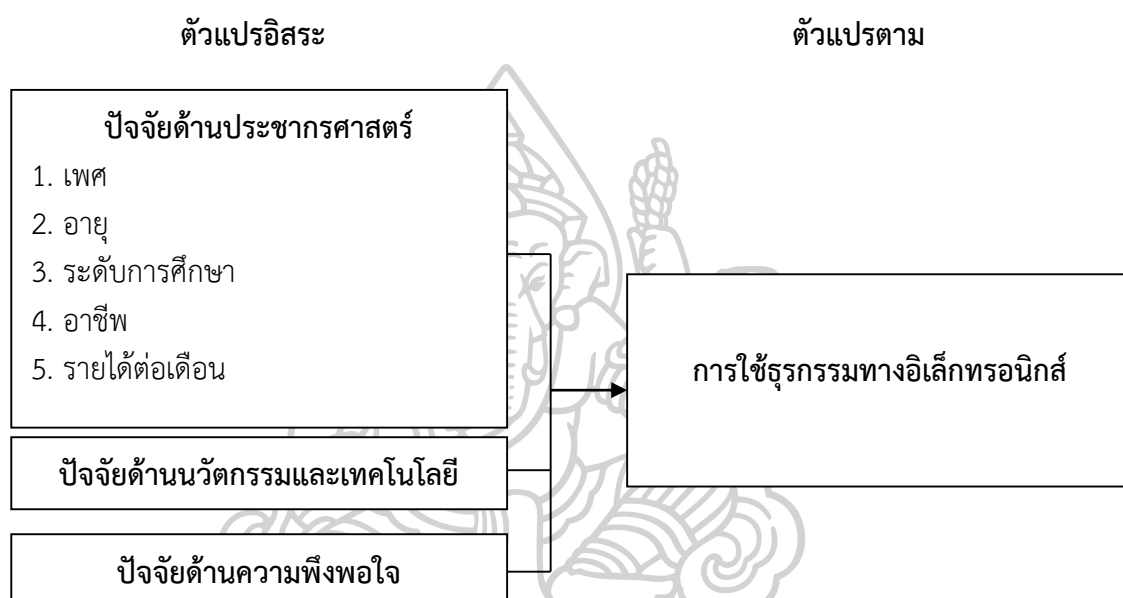 ตัวแปรอิสระ
ตัวแปรตาม
ปัจจัยด้านประชากรศาสตร์
1. เพศ
2. อายุ
3. ระดับการศึกษา
4. อาชีพ
5. รายได้ต่อเดือน
ปัจจัยด้านนวัตกรรมและเทคโนโลยี
ปัจจัยด้านความพึงพอใจ
การใช้ธุรกรรมทางอิเล็กทรอนิกส์